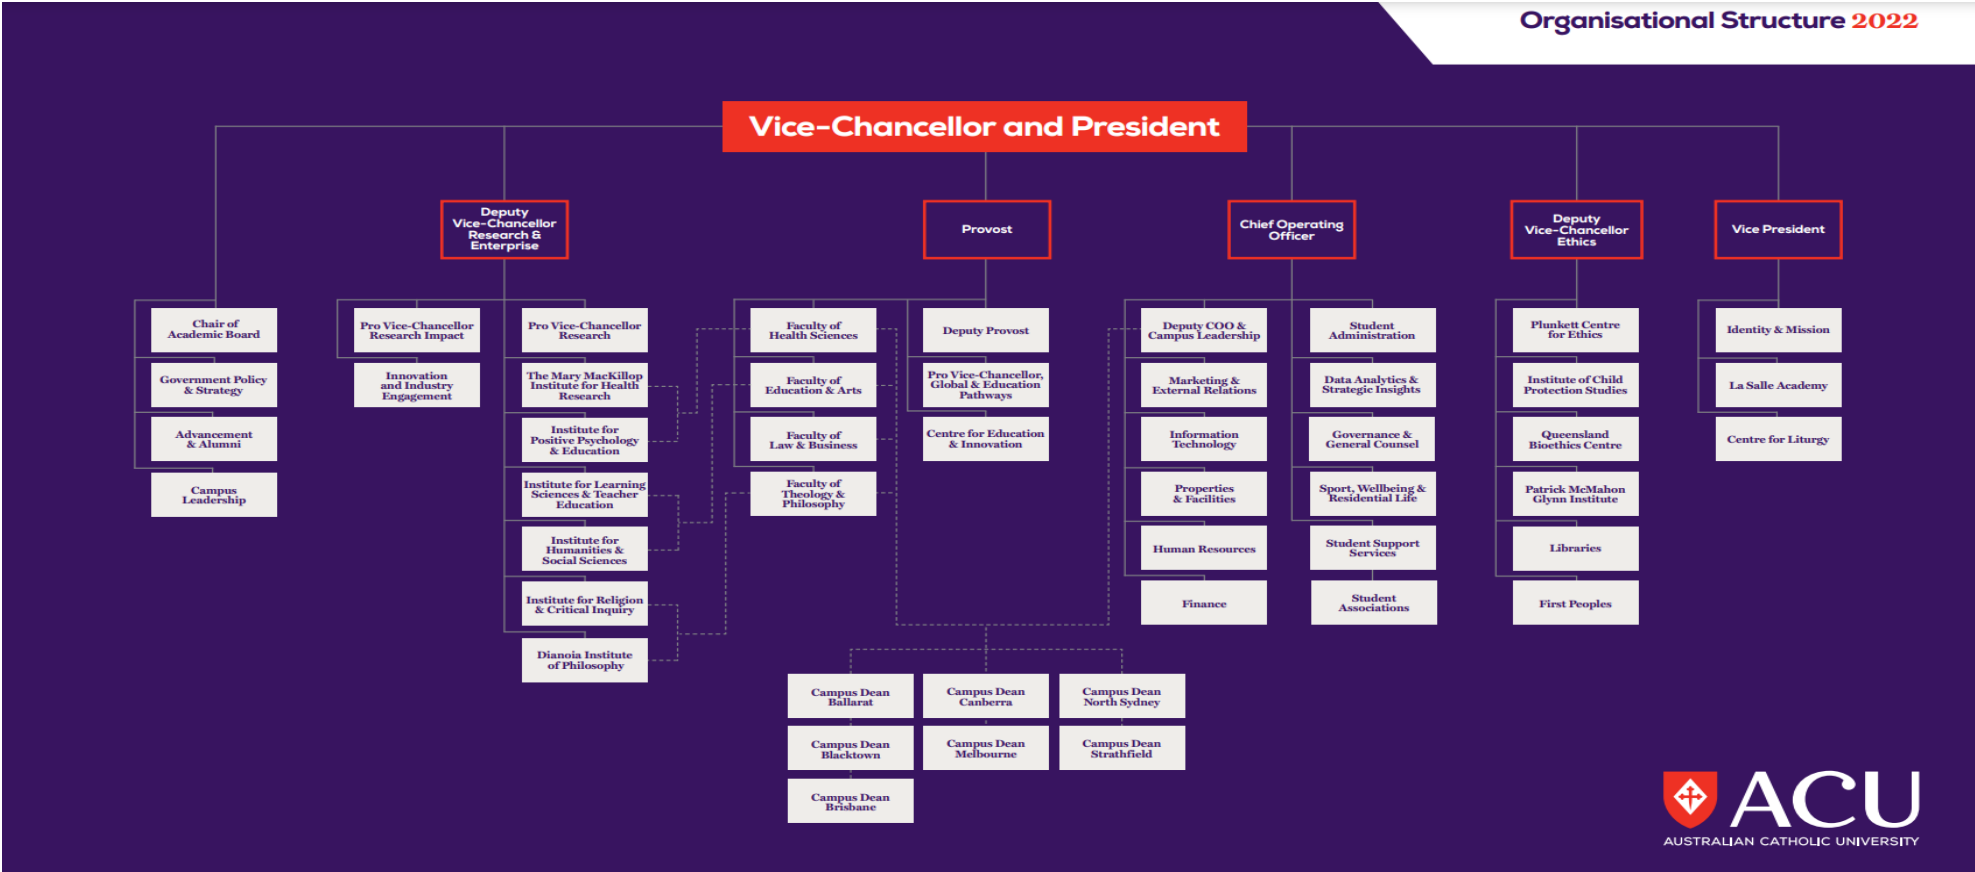 Organisational Structure 2022
Vice-Chancellor and President
Deputy
Vice-Chancellor
Research &
Enterprise
Provost
Chief Operating
Officer
Deputy
Vice-Chancellor
Ethics
Vice President
Chair of
Academic Board
Government Policy
& Strategy
Advancement
& Alumni
Campus
Leadership
Pro Vice-Chancellor
Research Impact
Innovation
and Industry
Engagement
Pro Vice-Chancellor
Research
The Mary MacKillop
Institute for Health
Research
Institute for
Positive Psychology
& Education
Institute for Learning
Sciences & Teacher
Education
Institute for
Humanities &
Social Sciences
Institute for Religion
& Critical Inquiry
Dianoia Institute
of Philosophy
Faculty of
Health Sciences
Faculty of
Education & Arts
Faculty of
Law & Business
Faculty of
Theology &
Philosophy
Deputy Provost
Pro Vice-Chancellor,
Global & Education
Pathways
Centre for Education
& Innovation
Deputy COO &
Campus Leadership
Marketing &
External Relations
Information
Technology
Properties
& Facilities
Human Resources
Finance
Student
Administration
Data Analytics &
Strategic Insights
Governance &
General Counsel
Sport, Wellbeing &
Residential Life
Student Support
Services
Student
Associations
Plunkett Centre
for Ethics
Institute of Child
Protection Studies
Queensland
Bioethics Centre
Patrick McMahon
Glynn Institute
Libraries
First Peoples
Identity & Mission
La Salle Academy
Centre for Liturgy
Campus Dean
Ballarat
Campus Dean
Blacktown
Campus Dean
Brisbane
Campus Dean
Canberra
Campus Dean
Melbourne
Campus Dean
North Sydney
Campus Dean
Strathfield
ACU
AUSTRALIAN CATHOLIC UNIVERSITY